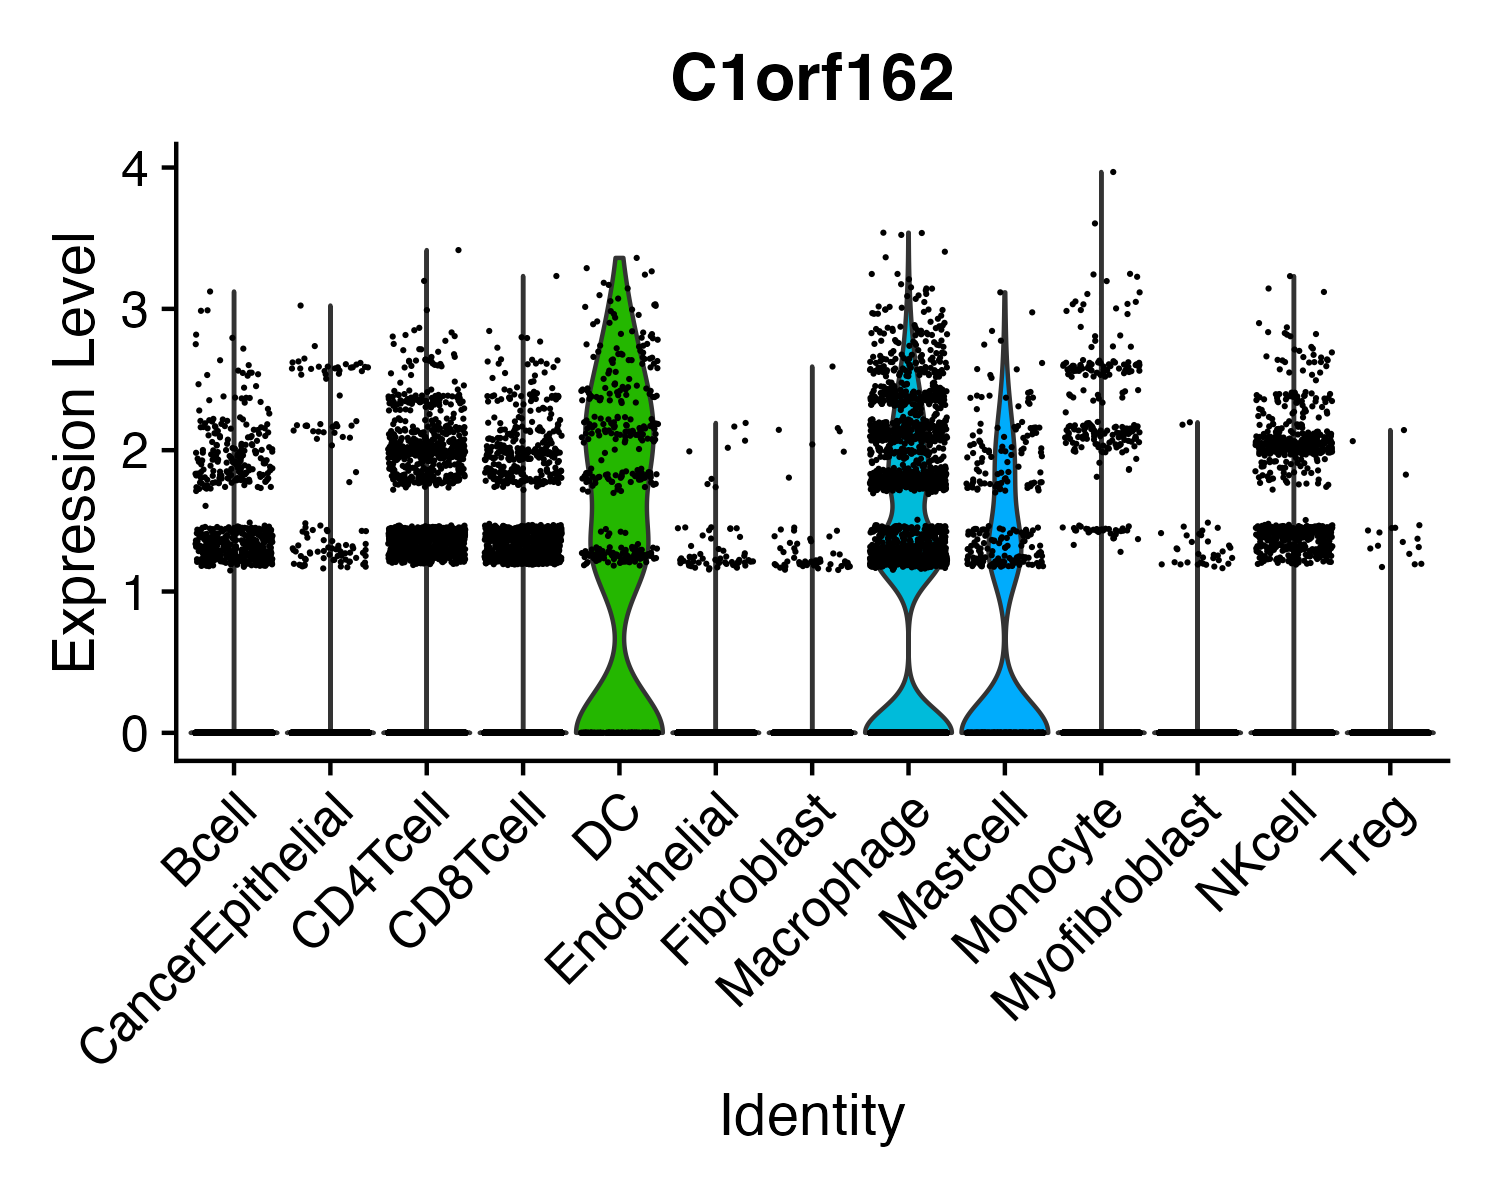 C1orf162
Expression Level
4
3
2
1
0
Bcell
CancerEpithelial
CD4Tcell
CD8Tcell
DC
Endothelial
Fibroblast
Macrophage
Mastcell
Monocyte
Myofibroblast
NKcell
Treg
Identity